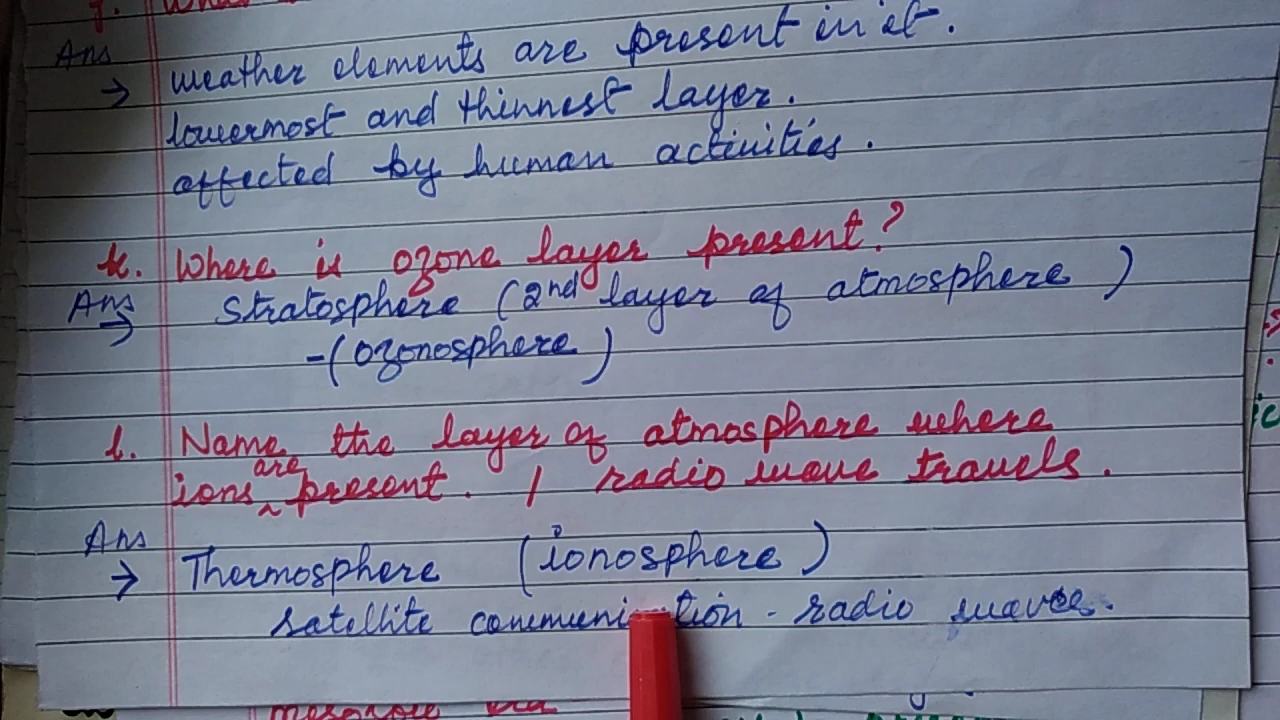 j. What
Ans
→ weather elements are present in it.
lowermost and thinnest layer.
affected by human activities.
k. Where is ozone layer present?
Ans → Stratosphere (2nd layer of atmosphere)
-(Ozonosphere)
l. Name the layer of atmosphere where
ions are present. / radio wave travels.
Ans
→ Thermosphere (ionosphere)
satellite communication - radio waves.